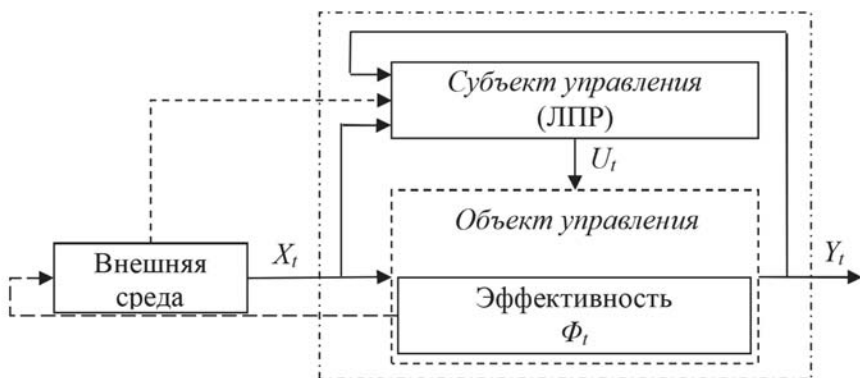 Субъект управления
(ЛПР)
U_t
Объект управления
Внешняя
среда
X_t
Y_t
Эффективность
Φ_t